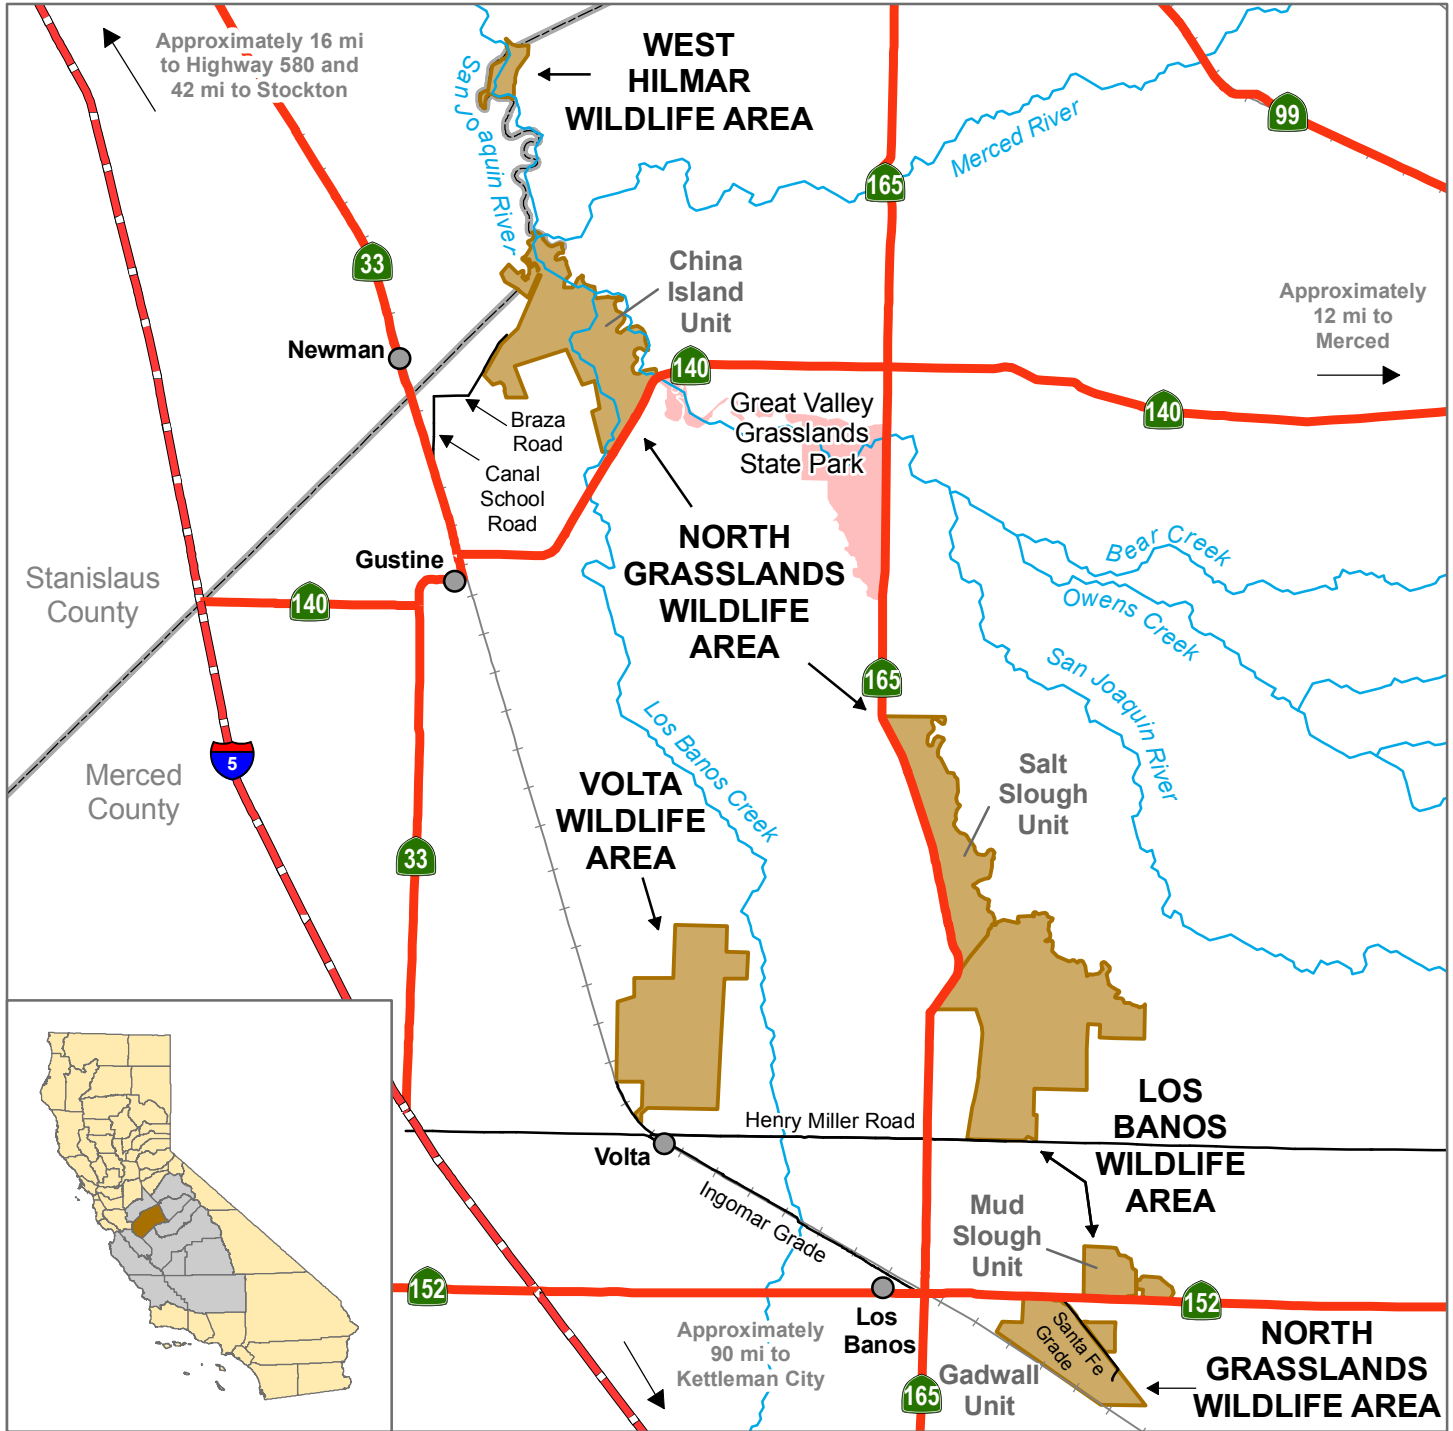 Approximately 16 mi
to Highway 580 and
42 mi to Stockton
WEST
HILMAR
WILDLIFE AREA
San Joaquin River
Merced River
99
165
33
China
Island
Unit
Approximately
12 mi to
Merced
Newman
140
140
Great Valley
Grasslands
State Park
Braza
Road
Canal
School
Road
NORTH
GRASSLANDS
WILDLIFE
AREA
Bear Creek
Owens Creek
San Joaquin River
Gustine
Stanislaus
County
140
165
Los Banos Creek
5
Merced
County
VOLTA
WILDLIFE
AREA
Salt
Slough
Unit
33
LOS
BANOS
WILDLIFE
AREA
Henry Miller Road
Volta
Ingomar Grade
Mud
Slough
Unit
152
152
Los
Banos
Santa Fe
Grade
Approximately
90 mi to
Kettleman City
165
Gadwall
Unit
NORTH
GRASSLANDS
WILDLIFE AREA